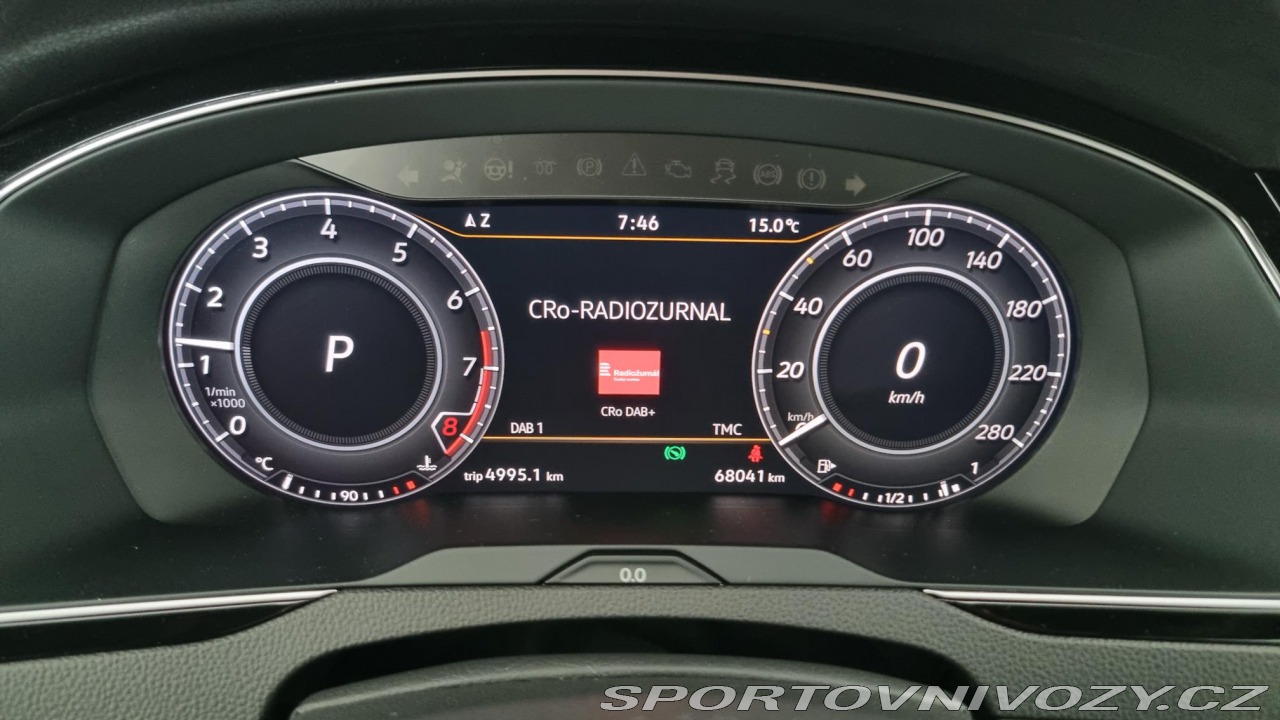 Z 7:46 15.0°C
CRo-RADIOZURNAL
Radiožurnál
CRo DAB+
DAB 1 TMC
trip 4995.1 km 68041 km
P
0 1 2 3 4 5 6 7 8
1/min
×1000
°C
90
0
km/h
20 40 60 100 140 180 220 280
km/h
1/2 1
(P) ABS
0.0
SPORTOVNIVOZY.CZ